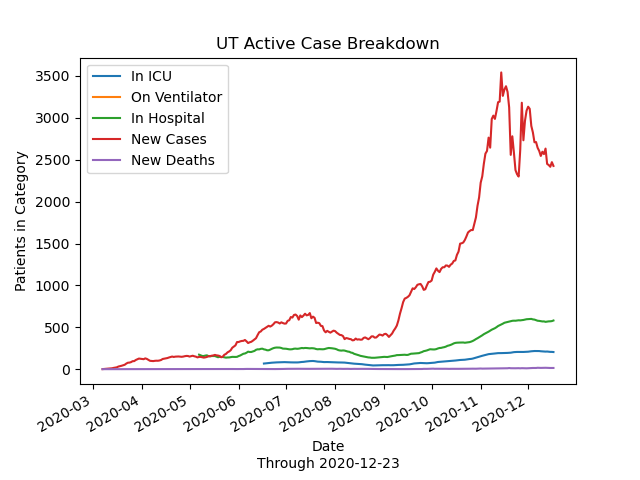 UT Active Case Breakdown
In ICU
On Ventilator
In Hospital
New Cases
New Deaths
Patients in Category
3500
3000
2500
2000
1500
1000
500
0
2020-03
2020-04
2020-05
2020-06
2020-07
2020-08
2020-09
2020-10
2020-11
2020-12
Date
Through 2020-12-23